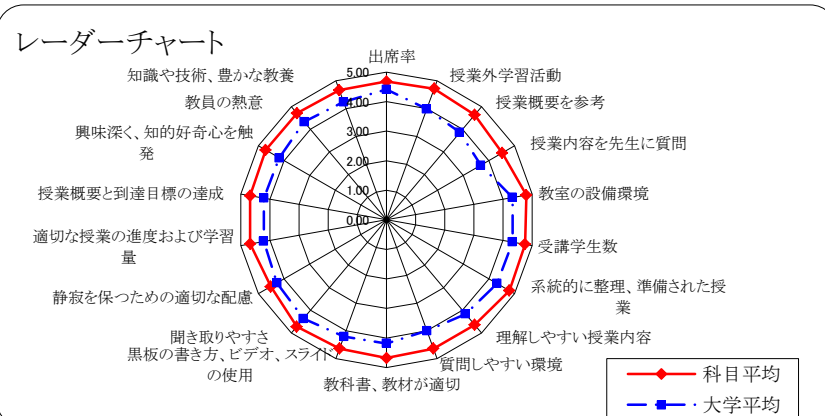 レーダーチャート
出席率
授業外学習活動
授業概要を参考
授業内容を先生に質問
教室の設備環境
受講学生数
系統的に整理、準備された授
業
理解しやすい授業内容
質問しやすい環境
教科書、教材が適切
黒板の書き方、ビデオ、スライド
の使用
聞き取りやすさ
静寂を保つための適切な配慮
適切な授業の進度および学習
量
授業概要と到達目標の達成
興味深く、知的好奇心を触
発
教員の熱意
知識や技術、豊かな教養
5.00
4.00
3.00
2.00
1.00
0.00
科目平均
大学平均